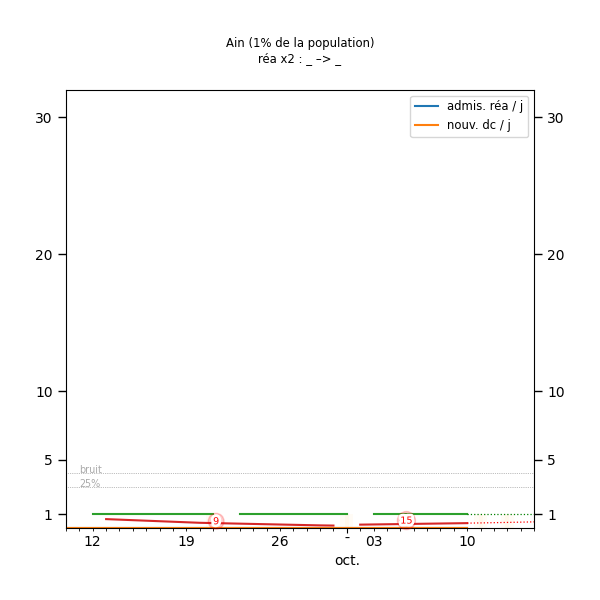 Ain (1% de la population)
réa x2 : _ –> _
admis. réa / j
nouv. dc / j
30 30
20 20
10 10
5 5
bruit
25%
1 9 15 1
12 19 26 - 03 10
oct.